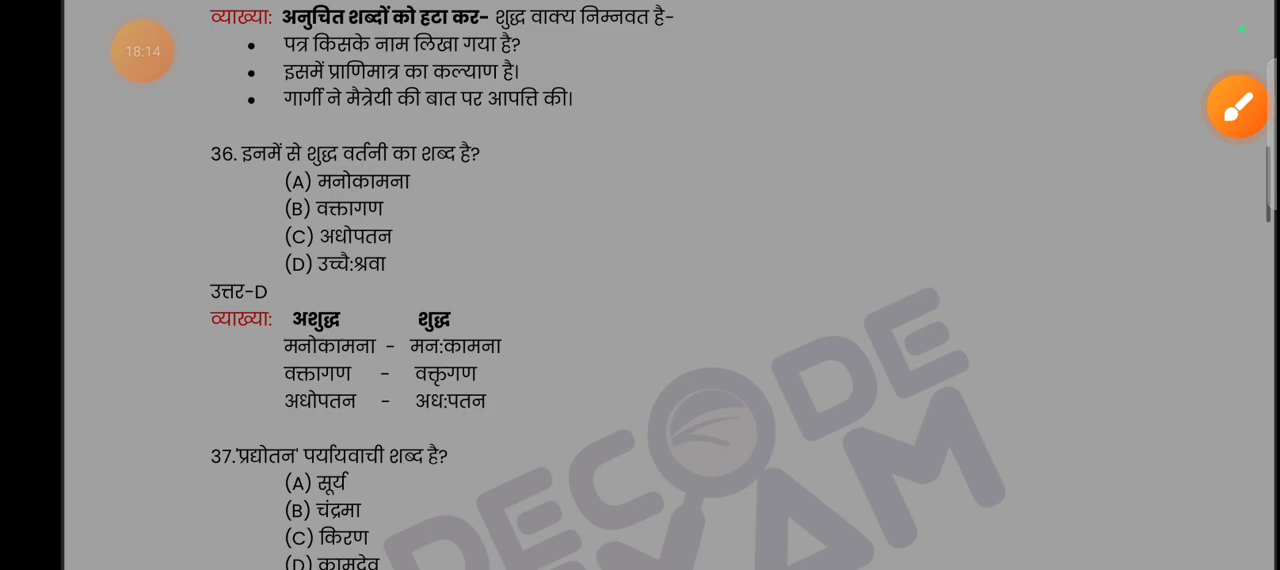 व्याख्या: अनुचित शब्दों को हटा कर- शुद्ध वाक्य निम्नवत है-
18:14
• पत्र किसके नाम लिखा गया है?
• इसमें प्राणिमात्र का कल्याण है।
• गार्गी ने मैत्रेयी की बात पर आपत्ति की।
36. इनमें से शुद्ध वर्तनी का शब्द है?
(A) मनोकामना
(B) वक्तागण
(C) अधोपतन
(D) उच्चै:श्रवा
उत्तर-D
व्याख्या: अशुद्ध शुद्ध
मनोकामना - मन:कामना
वक्तागण - वक्तृगण
अधोपतन - अध:पतन
37.'प्रद्योतन' पर्यायवाची शब्द है?
(A) सूर्य
(B) चंद्रमा
(C) किरण
(D) कामदेव
DECODE
EXAM